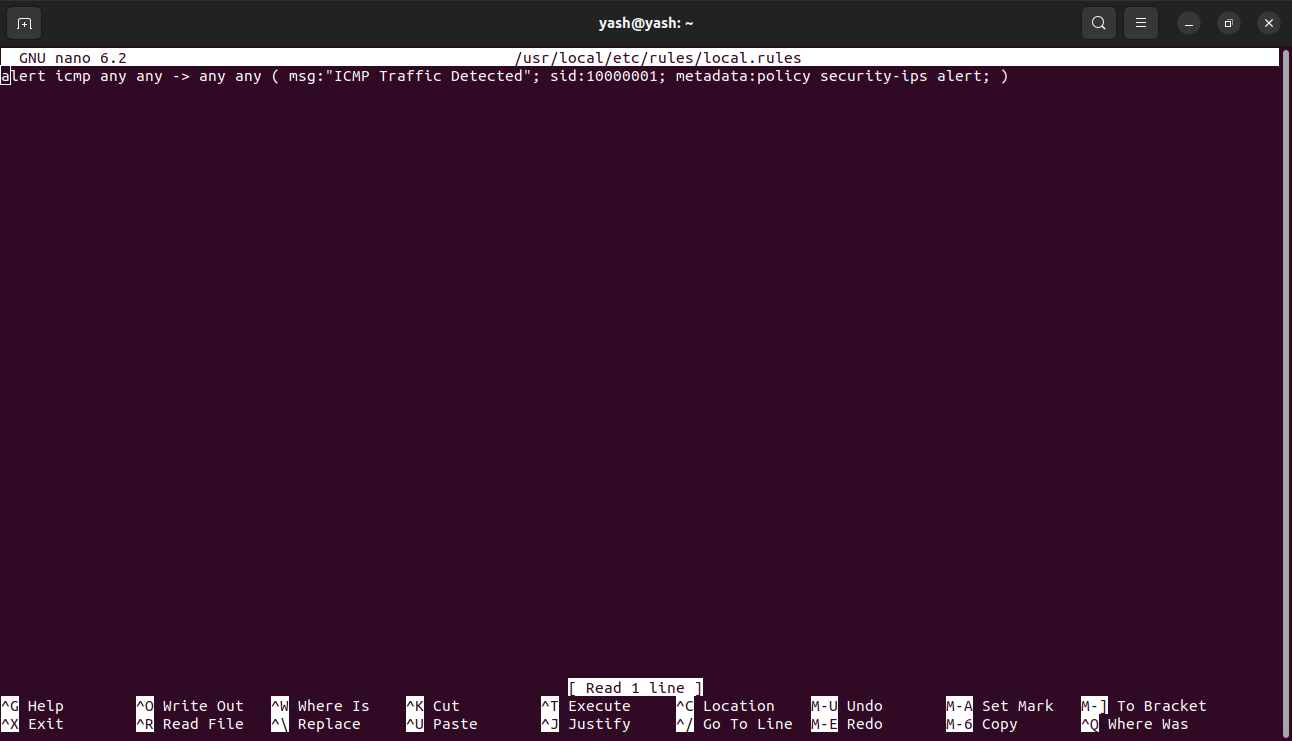 yash@yash: ~
GNU nano 6.2 /usr/local/etc/rules/local.rules
alert icmp any any -> any any ( msg:"ICMP Traffic Detected"; sid:10000001; metadata:policy security-ips alert; )
[ Read 1 line ]
^G Help ^O Write Out ^W Where Is ^K Cut ^T Execute ^C Location M-U Undo M-A Set Mark M-] To Bracket
^X Exit ^R Read File ^\ Replace ^U Paste ^J Justify ^/ Go To Line M-E Redo M-6 Copy ^Q Where Was